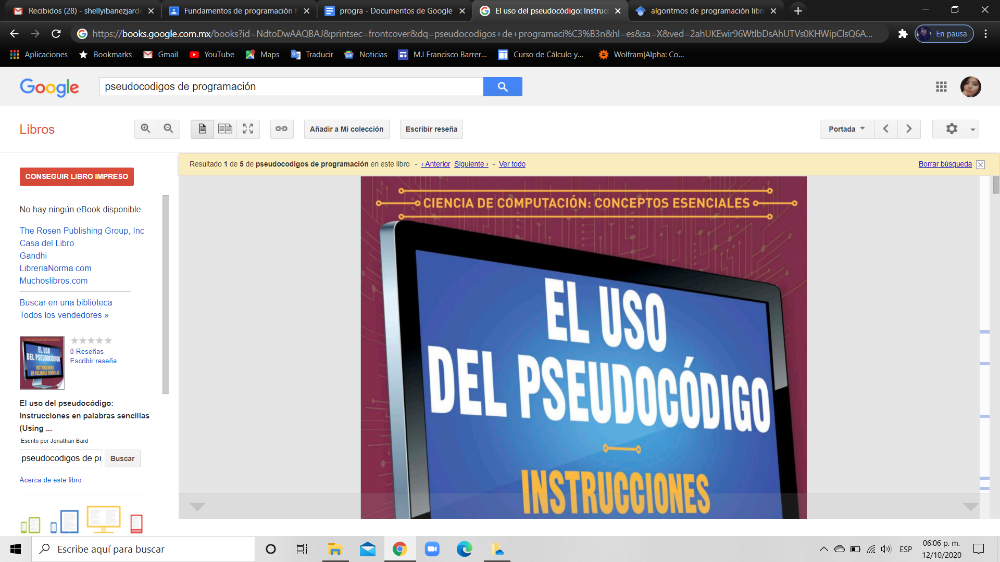 Recibidos (28) - shellyibanezjard
Fundamentos de programación F
progra - Documentos de Google
El uso del pseudocódigo: Instrucc
algoritmos de programación libr
https://books.google.com.mx/books?id=NdtoDwAAQBAJ&printsec=frontcover&dq=pseudocodigos+de+programaci%C3%B3n&hl=es&sa=X&ved=2ahUKEwir96WtlbDsAhUTVs0KHWipClsQ6A...
En pausa
Aplicaciones
Bookmarks
Gmail
YouTube
Maps
Traducir
Noticias
M.I Francisco Barrer...
Curso de Cálculo y...
Wolfram|Alpha: Co...
Google
pseudocodigos de programación
Libros
Añadir a Mi colección
Escribir reseña
Portada
CONSEGUIR LIBRO IMPRESO
Resultado 1 de 5 de pseudocodigos de programación en este libro - ‹ Anterior Siguiente › - Ver todo
Borrar búsqueda
No hay ningún eBook disponible
The Rosen Publishing Group, Inc
Casa del Libro
Gandhi
LibreriaNorma.com
Muchoslibros.com
Buscar en una biblioteca
Todos los vendedores »
EL USO
DEL PSEUDOCÓDIGO
INSTRUCCIONES
EN PALABRAS SENCILLAS
0 Reseñas
Escribir reseña
El uso del pseudocódigo:
Instrucciones en palabras sencillas
(Using ...
Escrito por Jonathan Bard
pseudocodigos de pr
Buscar
Acerca de este libro
CIENCIA DE COMPUTACIÓN: CONCEPTOS ESENCIALES
EL USO
DEL PSEUDOCÓDIGO
INSTRUCCIONES
Escribe aquí para buscar
ESP
06:06 p. m.
12/10/2020